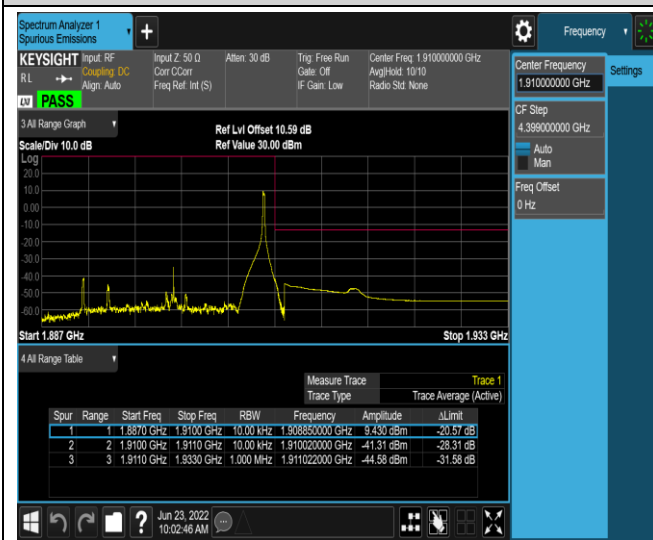 Spectrum Analyzer 1
Spurious Emissions
Frequency
KEYSIGHT
Input: RF
Coupling: DC
Align: Auto
Input Z: 50 Ω
Corr CCorr
Freq Ref: Int (S)
Atten: 30 dB
Trig: Free Run
Gate: Off
IF Gain: Low
Center Freq: 1.910000000 GHz
Avg|Hold: 10/10
Radio Std: None
RL
LXI PASS
Center Frequency
1.910000000 GHz
Settings
CF Step
4.399000000 GHz
Auto
Man
Freq Offset
0 Hz
3 All Range Graph
Ref Lvl Offset 10.59 dB
Scale/Div 10.0 dB
Ref Value 30.00 dBm
Log
20.0
10.0
0.00
-10.0
-20.0
-30.0
-40.0
-50.0
-60.0
Start 1.887 GHz
Stop 1.933 GHz
4 All Range Table
Measure Trace Trace 1
Trace Type Trace Average (Active)
Spur Range Start Freq Stop Freq RBW Frequency Amplitude ΔLimit
1 1 1.8870 GHz 1.9100 GHz 10.00 kHz 1.908850000 GHz 9.430 dBm -20.57 dB
2 2 1.9100 GHz 1.9110 GHz 10.00 kHz 1.910020000 GHz -41.31 dBm -28.31 dB
3 3 1.9110 GHz 1.9330 GHz 1.000 MHz 1.911022000 GHz -44.58 dBm -31.58 dB
Jun 23, 2022
10:02:46 AM